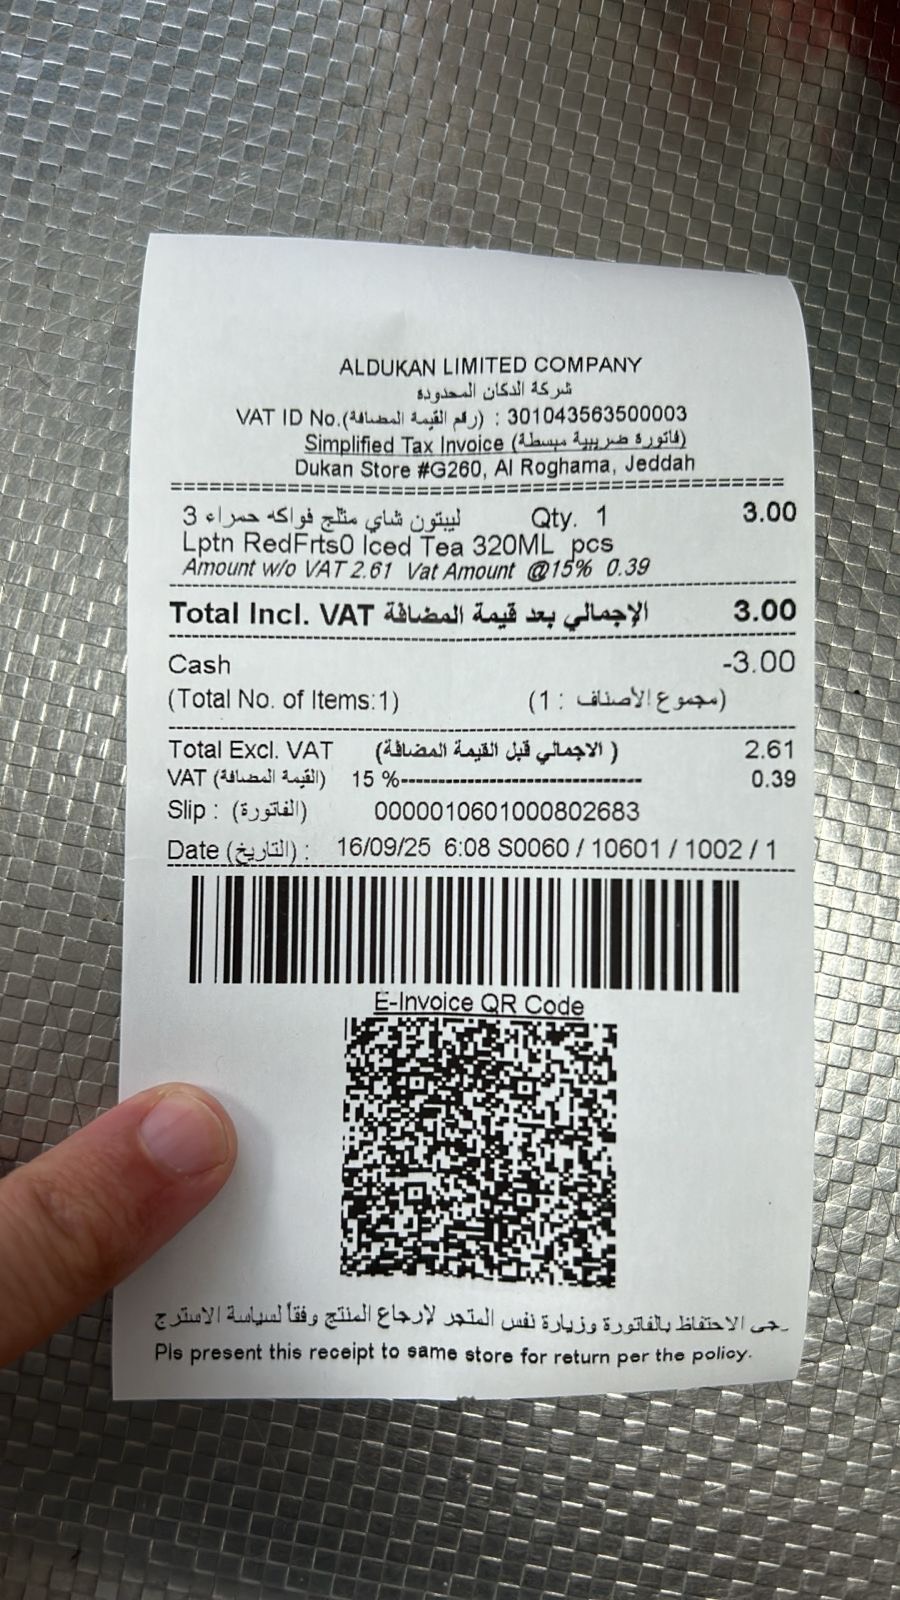 ALDUKAN LIMITED COMPANY
شركة الدكان المحدوده
VAT ID No.(رقم القيمة المضافة) : 301043563500003
Simplified Tax Invoice (فاتورة ضريبية مبسطة)
Dukan Store #G260, Al Roghama, Jeddah
ليبتون شاي مثلج فواكه حمراء 3 Qty. 1 3.00
Lptn RedFrts0 Iced Tea 320ML pcs
Amount w/o VAT 2.61 Vat Amount @15% 0.39
Total Incl. VAT الإجمالي بعد قيمة المضافة 3.00
Cash -3.00
(Total No. of Items:1) (مجموع الأصناف : 1)
Total Excl. VAT (الاجمالي قبل القيمة المضافة ) 2.61
VAT (القيمة المضافة) 15 %------------------------------ 0.39
Slip : (الفاتورة) 0000010601000802683
Date (التاريخ) : 16/09/25 6:08 S0060 / 10601 / 1002 / 1
E-Invoice QR Code
جى الاحتفاظ بالفاتورة وزيارة نفس المتجر لإرجاع المنتج وفقاً لسياسة الاسترج
Pls present this receipt to same store for return per the policy.